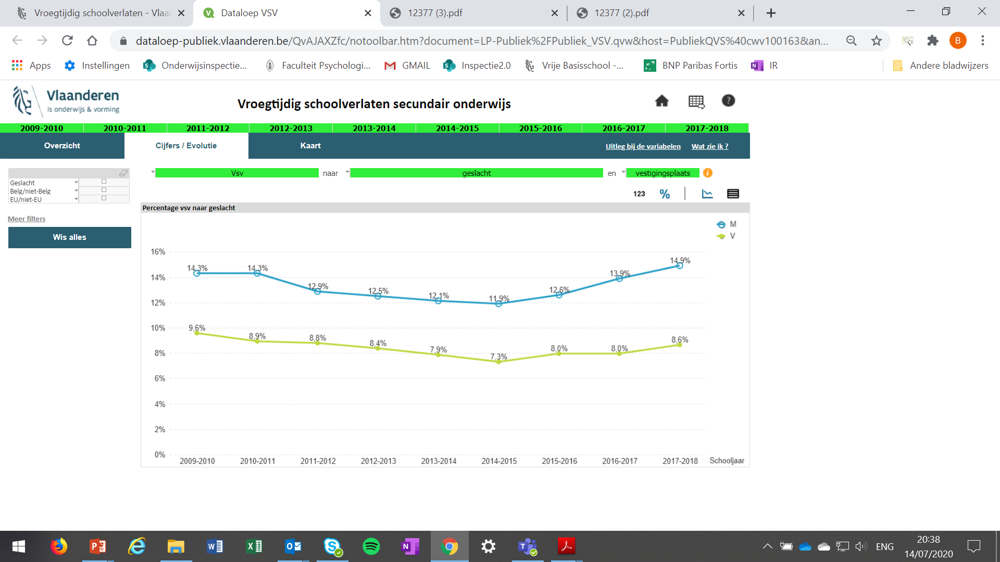 Vroegtijdig schoolverlaten - Vlaa
Dataloep VSV
12377 (3).pdf
12377 (2).pdf
dataloep-publiek.vlaanderen.be/QvAJAXZfc/notoolbar.htm?document=LP-Publiek%2FPubliek_VSV.qvw&host=PubliekQVS%40cwv100163&an...
B
Apps
Instellingen
Onderwijsinspectie...
Faculteit Psychologi...
GMAIL
Inspectie2.0
Vrije Basisschool -...
BNP Paribas Fortis
IR
Andere bladwijzers
Vlaanderen
is onderwijs & vorming
Vroegtijdig schoolverlaten secundair onderwijs
2009-2010 2010-2011 2011-2012 2012-2013 2013-2014 2014-2015 2015-2016 2016-2017 2017-2018
Overzicht
Cijfers / Evolutie
Kaart
Uitleg bij de variabelen
Wat zie ik ?
Geslacht
Belg/niet-Belg
EU/niet-EU
Meer filters
Wis alles
Vsv naar geslacht en vestigingsplaats
123 %
Percentage vsv naar geslacht
M
V
16%
14%
12%
10%
8%
6%
4%
2%
0%
14,3% 14,3% 12,9% 12,5% 12,1% 11,9% 12,6% 13,9% 14,9%
9,6% 8,9% 8,8% 8,4% 7,9% 7,3% 8,0% 8,0% 8,6%
2009-2010 2010-2011 2011-2012 2012-2013 2013-2014 2014-2015 2015-2016 2016-2017 2017-2018 Schooljaar
ENG
20:38
14/07/2020